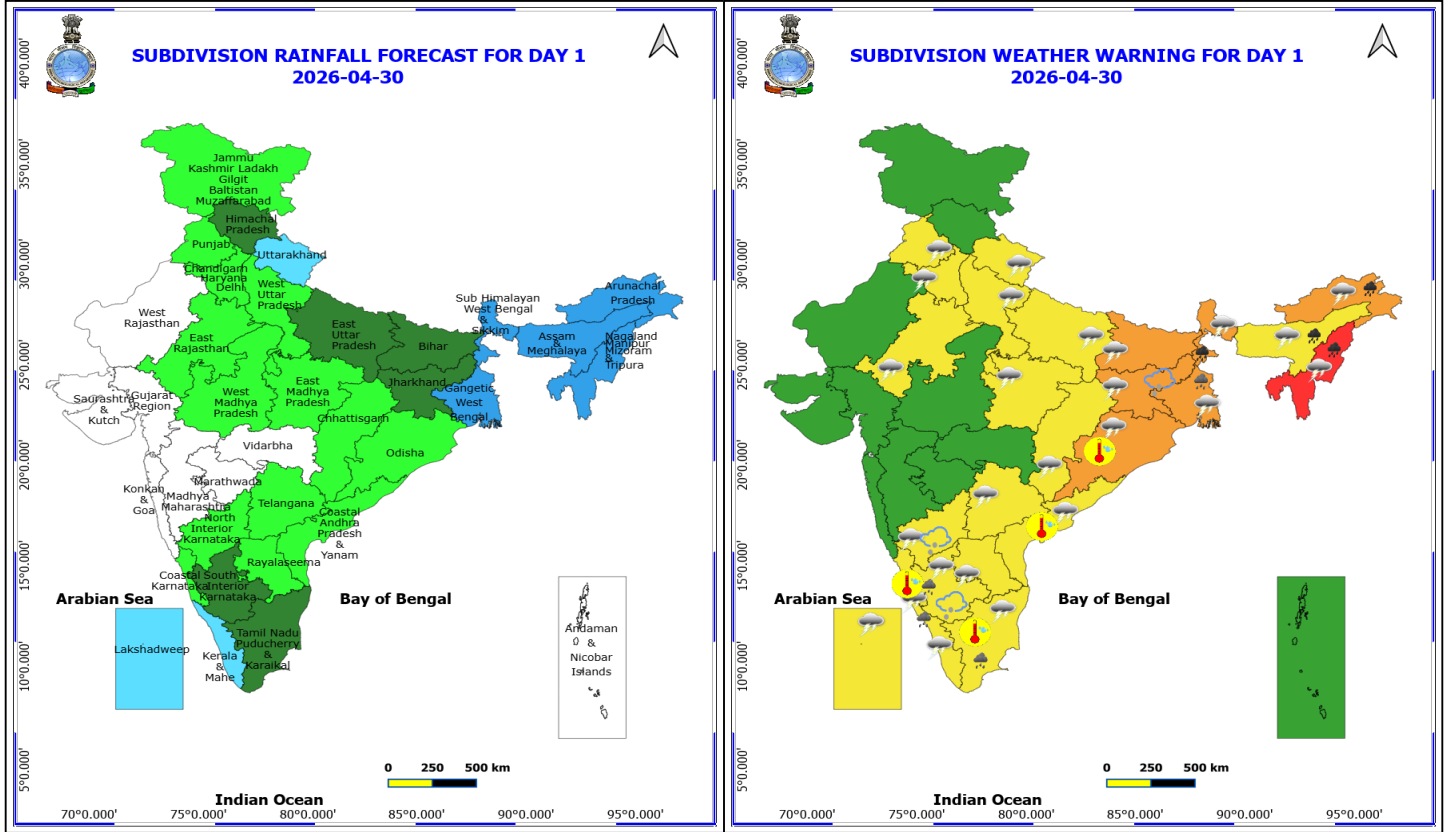 SUBDIVISION RAINFALL FORECAST FOR DAY 1
2026-04-30
40°0.000'
35°0.000'
30°0.000'
25°0.000'
20°0.000'
15°0.000'
10°0.000'
5°0.000'
Jammu
Kashmir Ladakh
Gilgit
Baltistan
Muzaffarabad
Himachal
Pradesh
Punjab
Uttarakhand
Chandigarh
Haryana
Delhi
West
Uttar
Pradesh
Arunachal
Pradesh
Sub Himalayan
West Bengal
&
Sikkim
West
Rajasthan
East
Uttar
Pradesh
Bihar
Assam
&
Meghalaya
Nagaland
Manipur
Mizoram
&
Tripura
East
Rajasthan
Jharkhand
Gangetic
West
Bengal
Saurashtra
&
Kutch
Gujarat
Region
West
Madhya
Pradesh
East
Madhya
Pradesh
Chhattisgarh
Vidarbha
Odisha
Marathwada
Konkan
&
Goa
Madhya
Maharashtra
Telangana
North
Interior
Karnataka
Coastal
Andhra
Pradesh
&
Yanam
Rayalaseema
Coastal
Karnataka
South
Interior
Karnataka
Arabian Sea
Bay of Bengal
Lakshadweep
Kerala
&
Mahe
Tamil Nadu
Puducherry
&
Karaikal
Andaman
&
Nicobar
Islands
0 250 500 km
Indian Ocean
70°0.000' 75°0.000' 80°0.000' 85°0.000' 90°0.000' 95°0.000'
SUBDIVISION WEATHER WARNING FOR DAY 1
2026-04-30
40°0.000'
35°0.000'
30°0.000'
25°0.000'
20°0.000'
15°0.000'
10°0.000'
5°0.000'
Arabian Sea
Bay of Bengal
0 250 500 km
Indian Ocean
70°0.000' 75°0.000' 80°0.000' 85°0.000' 90°0.000' 95°0.000'